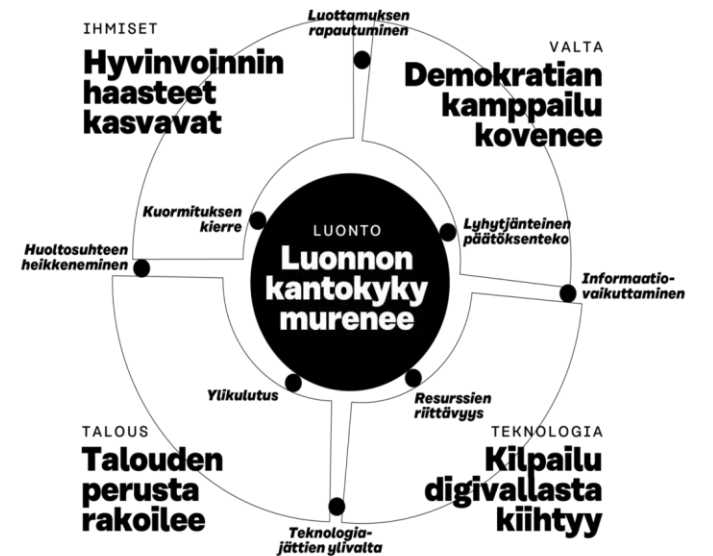 Luottamuksen
rapautuminen
IHMISET
Hyvinvoinnin
haasteet
kasvavat
VALTA
Demokratian
kamppailu
kovenee
Kuormituksen
kierre
Lyhytjänteinen
päätöksenteko
LUONTO
Luonnon
kantokyky
murenee
Huoltosuhteen
heikkeneminen
Informaatio-
vaikuttaminen
Ylikulutus
Resurssien
riittävyys
TALOUS
Talouden
perusta
rakoilee
TEKNOLOGIA
Kilpailu
digivallasta
kiihtyy
Teknologia-
jättien ylivalta